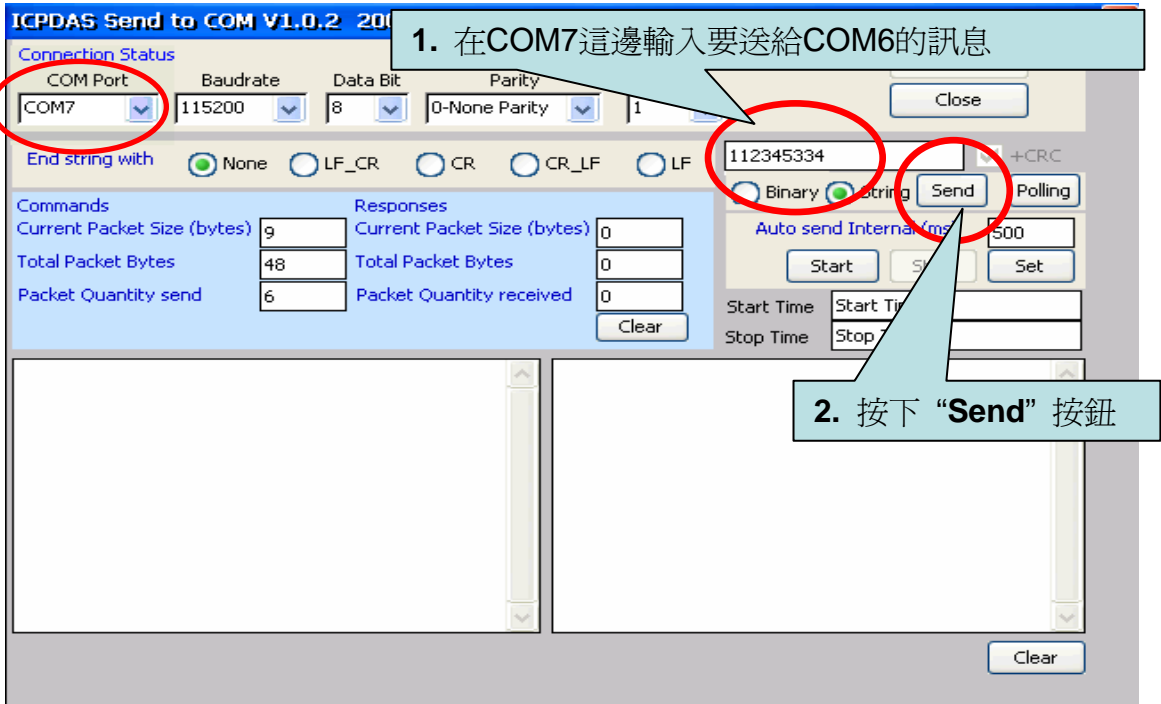 ICPDAS Send to COM V1.0.2 200
1. 在COM7這邊輸入要送給COM6的訊息
Connection Status
COM Port Baudrate Data Bit Parity
COM7 115200 8 0-None Parity 1 Close
End string with None LF_CR CR CR_LF LF
112345334 +CRC
Binary String Send Polling
Commands Responses
Current Packet Size (bytes) 9 Current Packet Size (bytes) 0
Auto send Internal (ms 500
Total Packet Bytes 48 Total Packet Bytes 0
Start Set
Packet Quantity send 6 Packet Quantity received 0
Start Time Start Ti
Clear
Stop Time Stop
2. 按下 “Send” 按鈕
Clear